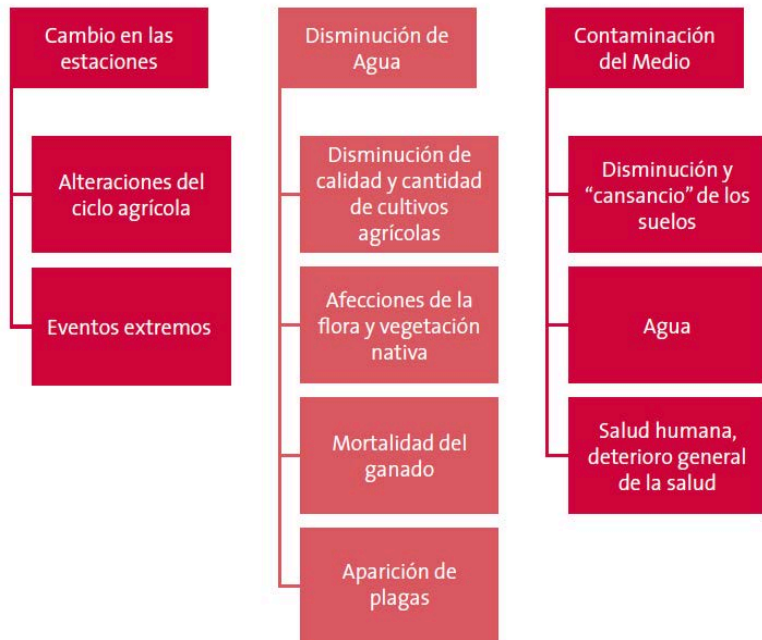 Cambio en las
estaciones
Alteraciones del
ciclo agrícola
Eventos extremos
Disminución de
Agua
Disminución de
calidad y cantidad
de cultivos
agrícolas
Afecciones de la
flora y vegetación
nativa
Mortalidad del
ganado
Aparición de
plagas
Contaminación
del Medio
Disminución y
“cansancio” de los
suelos
Agua
Salud humana,
deterioro general
de la salud